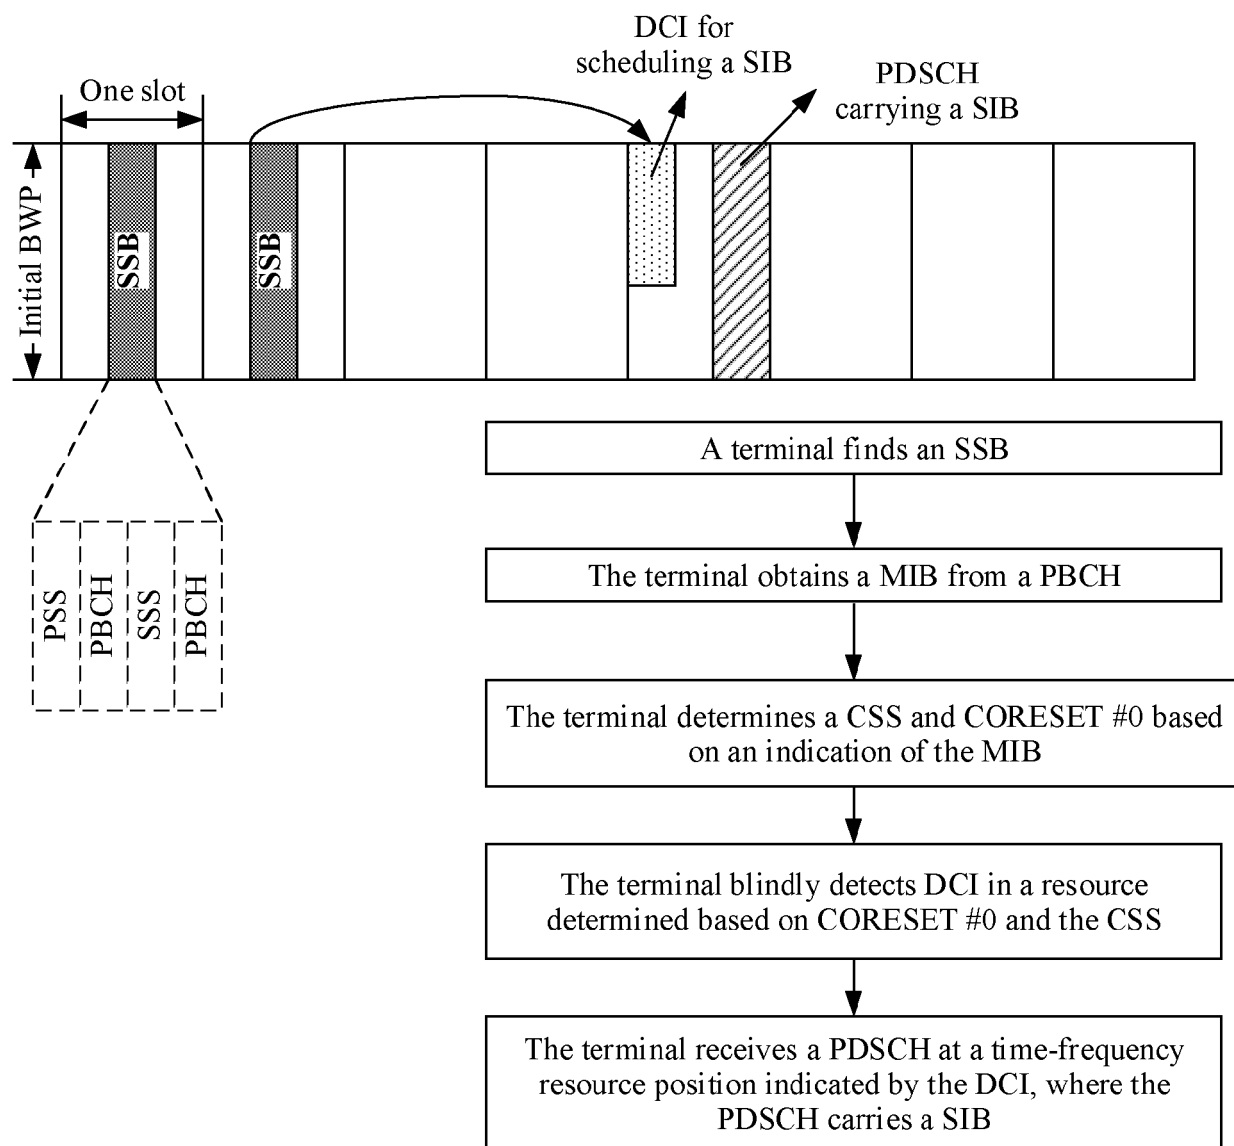 DCI for
scheduling a SIB
PDSCH
carrying a SIB
One slot
Initial BWP
SSB
SSB
PSS
PBCH
SSS
PBCH
A terminal finds an SSB
The terminal obtains a MIB from a PBCH
The terminal determines a CSS and CORESET #0 based
on an indication of the MIB
The terminal blindly detects DCI in a resource
determined based on CORESET #0 and the CSS
The terminal receives a PDSCH at a time-frequency
resource position indicated by the DCI, where the
PDSCH carries a SIB